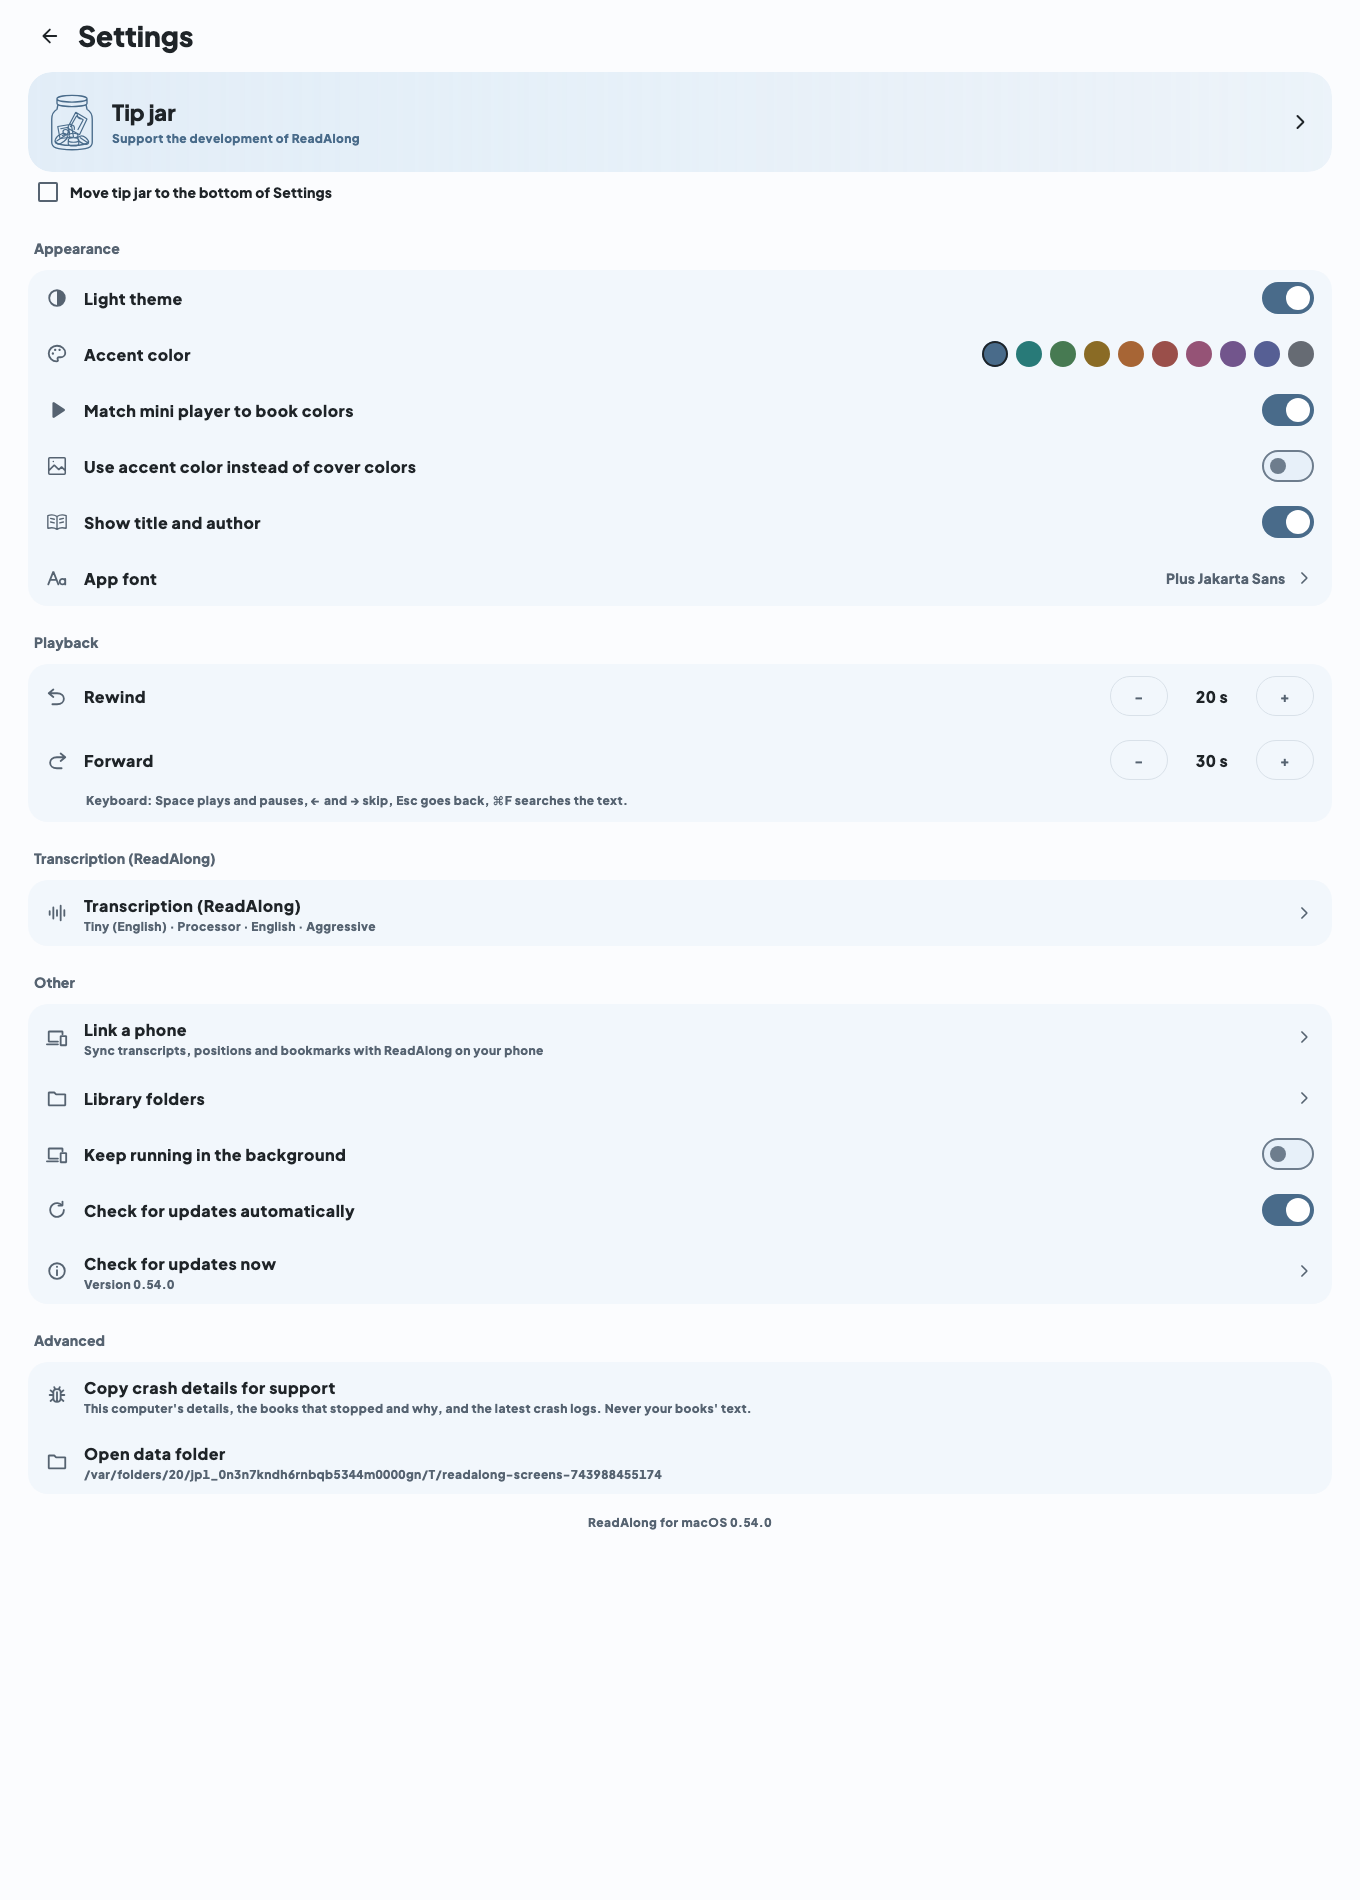 Settings
Tip jar
Support the development of ReadAlong
Move tip jar to the bottom of Settings
Appearance
Light theme
Accent color
Match mini player to book colors
Use accent color instead of cover colors
Show title and author
Aa App font Plus Jakarta Sans
Playback
Rewind - 20 s +
Forward - 30 s +
Keyboard: Space plays and pauses, ← and → skip, Esc goes back, ⌘F searches the text.
Transcription (ReadAlong)
Transcription (ReadAlong)
Tiny (English) · Processor · English · Aggressive
Other
Link a phone
Sync transcripts, positions and bookmarks with ReadAlong on your phone
Library folders
Keep running in the background
Check for updates automatically
Check for updates now
Version 0.54.0
Advanced
Copy crash details for support
This computer's details, the books that stopped and why, and the latest crash logs. Never your books' text.
Open data folder
/var/folders/20/jp1_0n3n7kndh6rnbqb5344m0000gn/T/readalong-screens-743988455174
ReadAlong for macOS 0.54.0